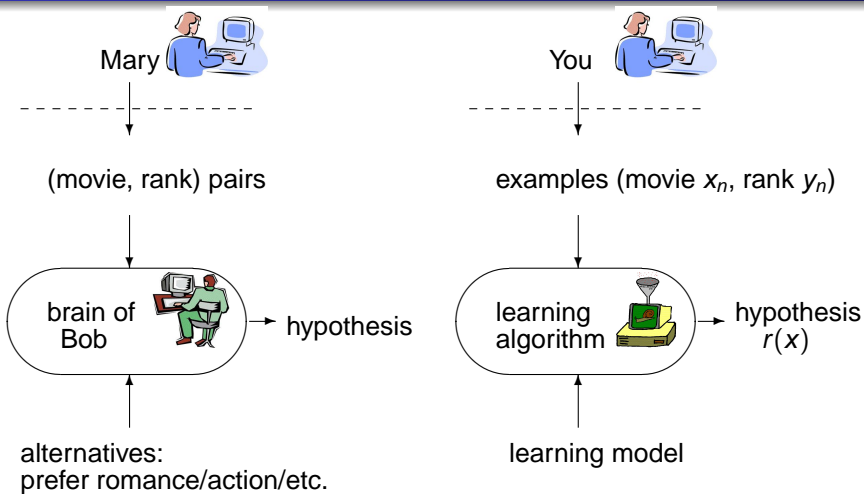 Mary
(movie, rank) pairs
brain of
Bob
hypothesis
alternatives:
prefer romance/action/etc.
You
examples (movie xₙ, rank yₙ)
learning
algorithm
hypothesis
r(x)
learning model